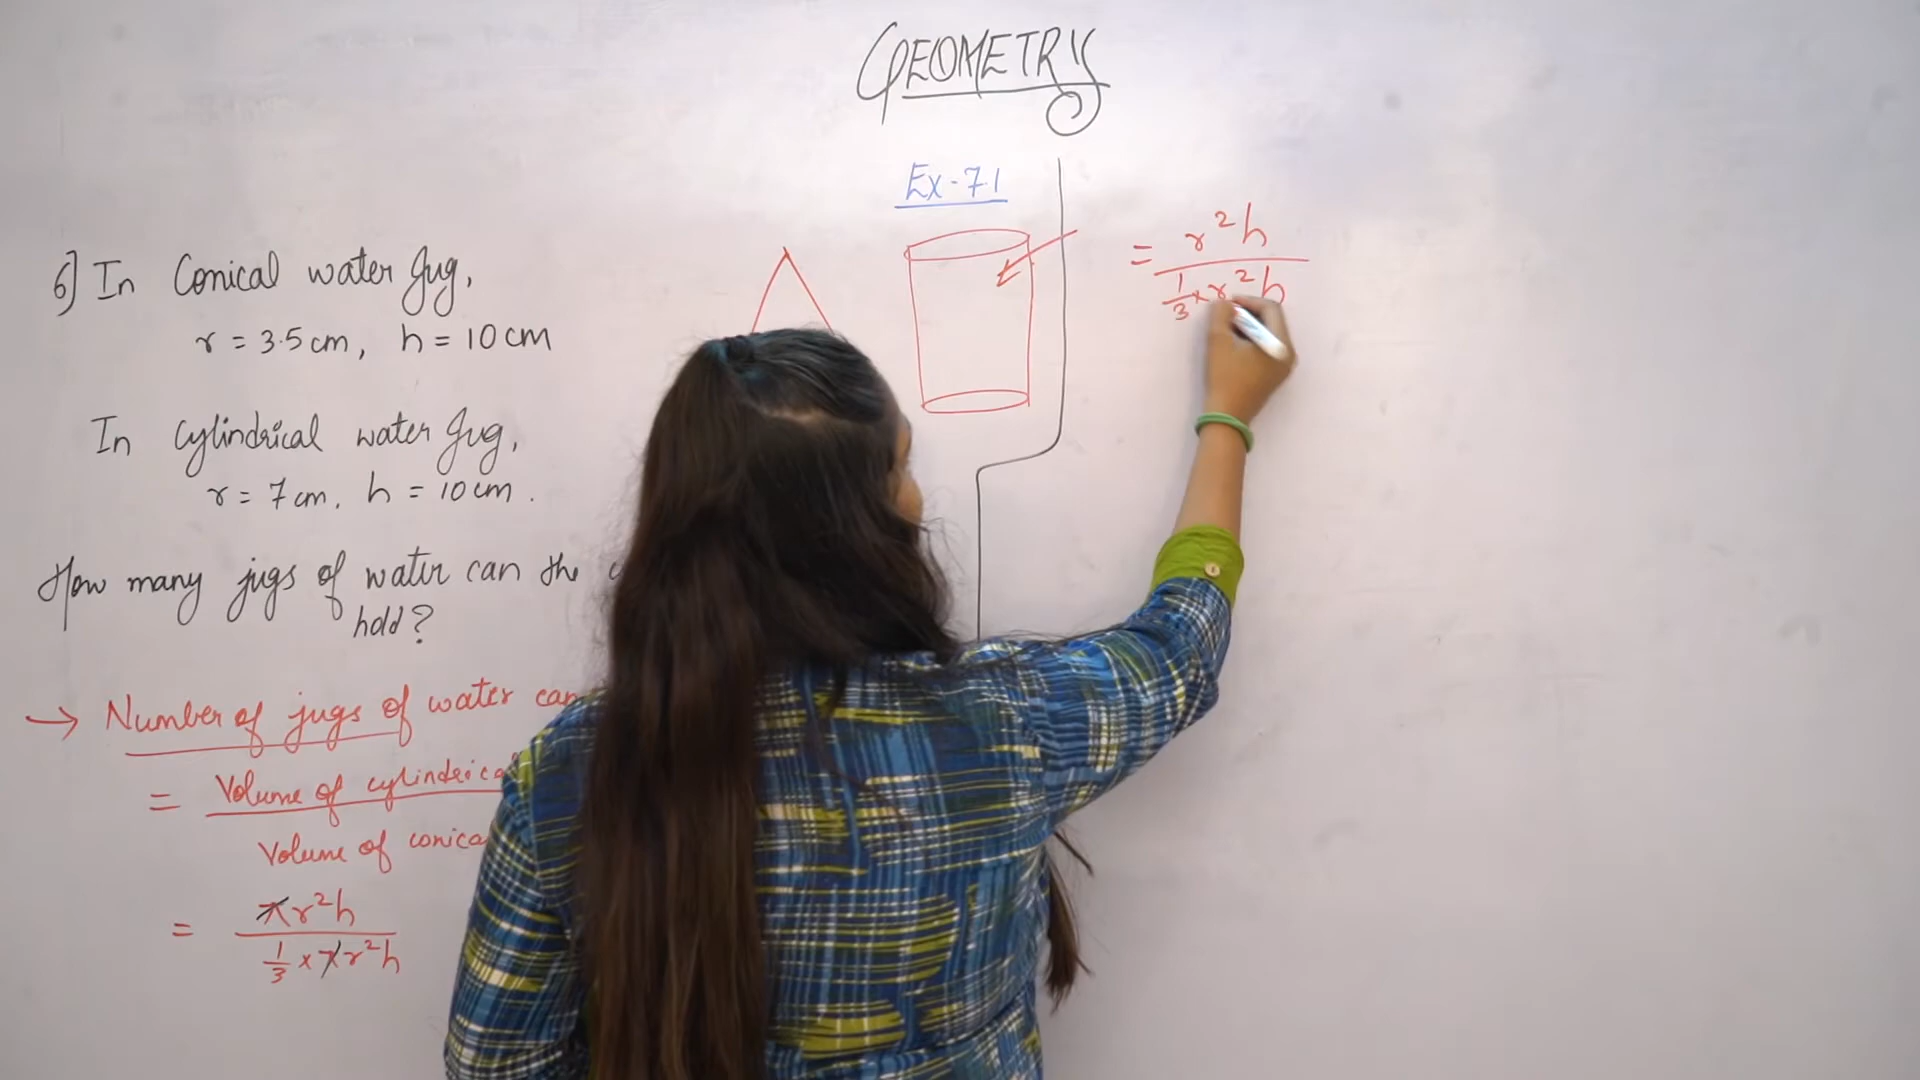 GEOMETRY
Ex-7.1
6] In Conical water Jug,
r = 3.5 cm, h = 10 cm
In cylindrical water Jug,
r = 7 cm, h = 10 cm.
How many jugs of water can the
hold?
→ Number of jugs of water can
= Volume of cylindrical
Volume of conical
= πr²h
1/3 × πr²h
= r²h
1/3 × r²h